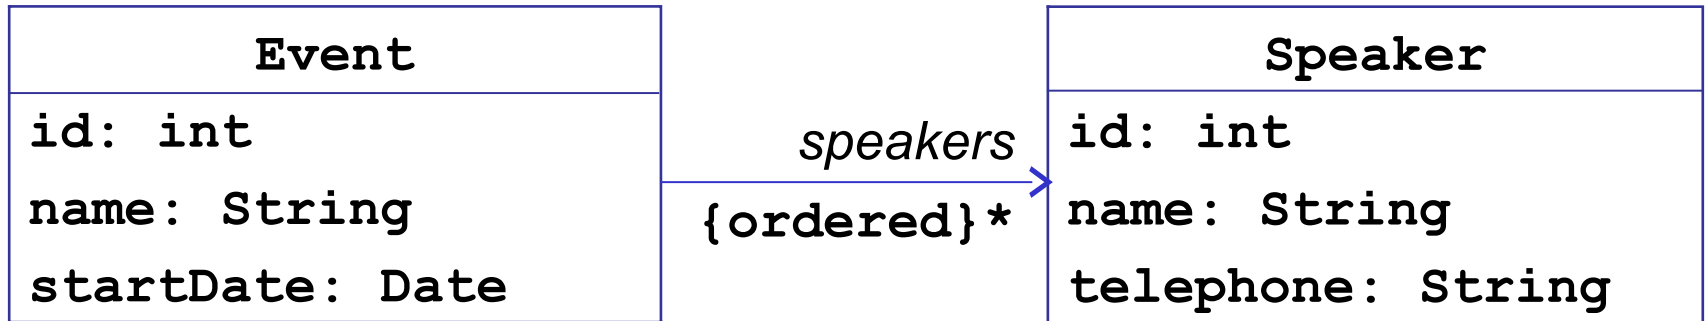 Event
id: int
name: String
startDate: Date
speakers
{ordered}*
Speaker
id: int
name: String
telephone: String